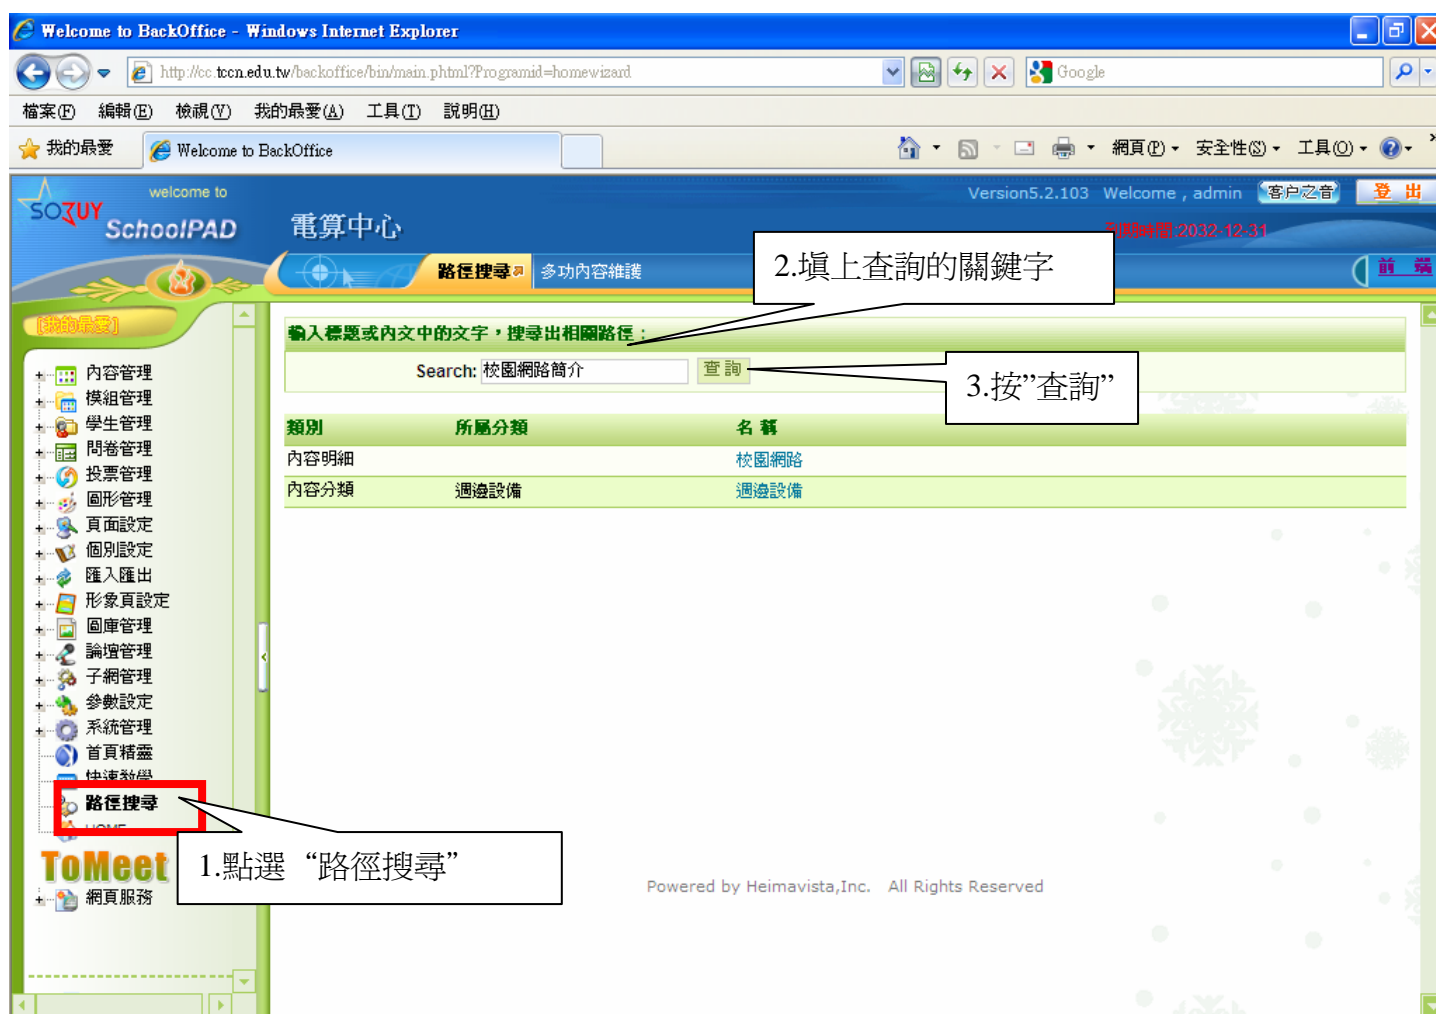 Welcome to BackOffice - Windows Internet Explorer
http://cc.tccn.edu.tw/backoffice/bin/main.phtml?Programid=homewizard
Google
檔案(F) 編輯(E) 檢視(V) 我的最愛(A) 工具(T) 說明(H)
我的最愛 Welcome to BackOffice 網頁(P) 安全性(S) 工具(O)
welcome to
SOZUY
SchoolPAD
電算中心
Version5.2.103 Welcome , admin 客户之音 登 出
到期時間:2032-12-31
路徑搜尋 多功內容維護
前 端
2.填上查詢的關鍵字
[我的最愛]
輸入標題或內文中的文字，搜尋出相關路徑：
Search: 校園網路簡介 查 詢
3.按”查詢”
類別 所屬分類 名 稱
內容明細 校園網路
內容分類 週邊設備 週邊設備
內容管理
模組管理
學生管理
問卷管理
投票管理
圖形管理
頁面設定
個別設定
匯入匯出
形象頁設定
圖庫管理
論壇管理
子網管理
參數設定
系統管理
首頁精靈
快速教學
路徑搜尋
HOME
1.點選“路徑搜尋”
ToMeet
網頁服務
Powered by Heimavista,Inc. All Rights Reserved